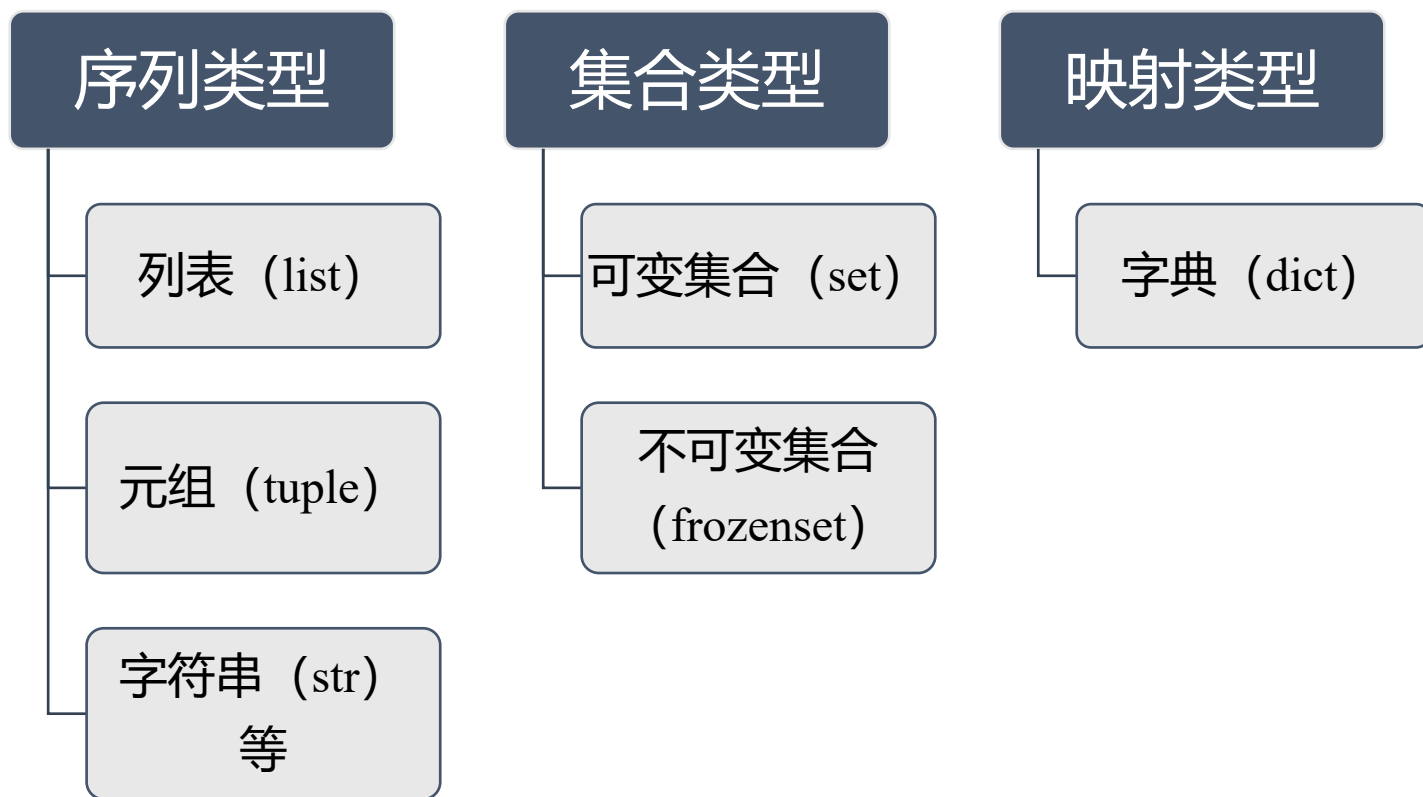 序列类型
列表（list）
元组（tuple）
字符串（str）
等
集合类型
可变集合（set）
不可变集合
（frozenset）
映射类型
字典（dict）